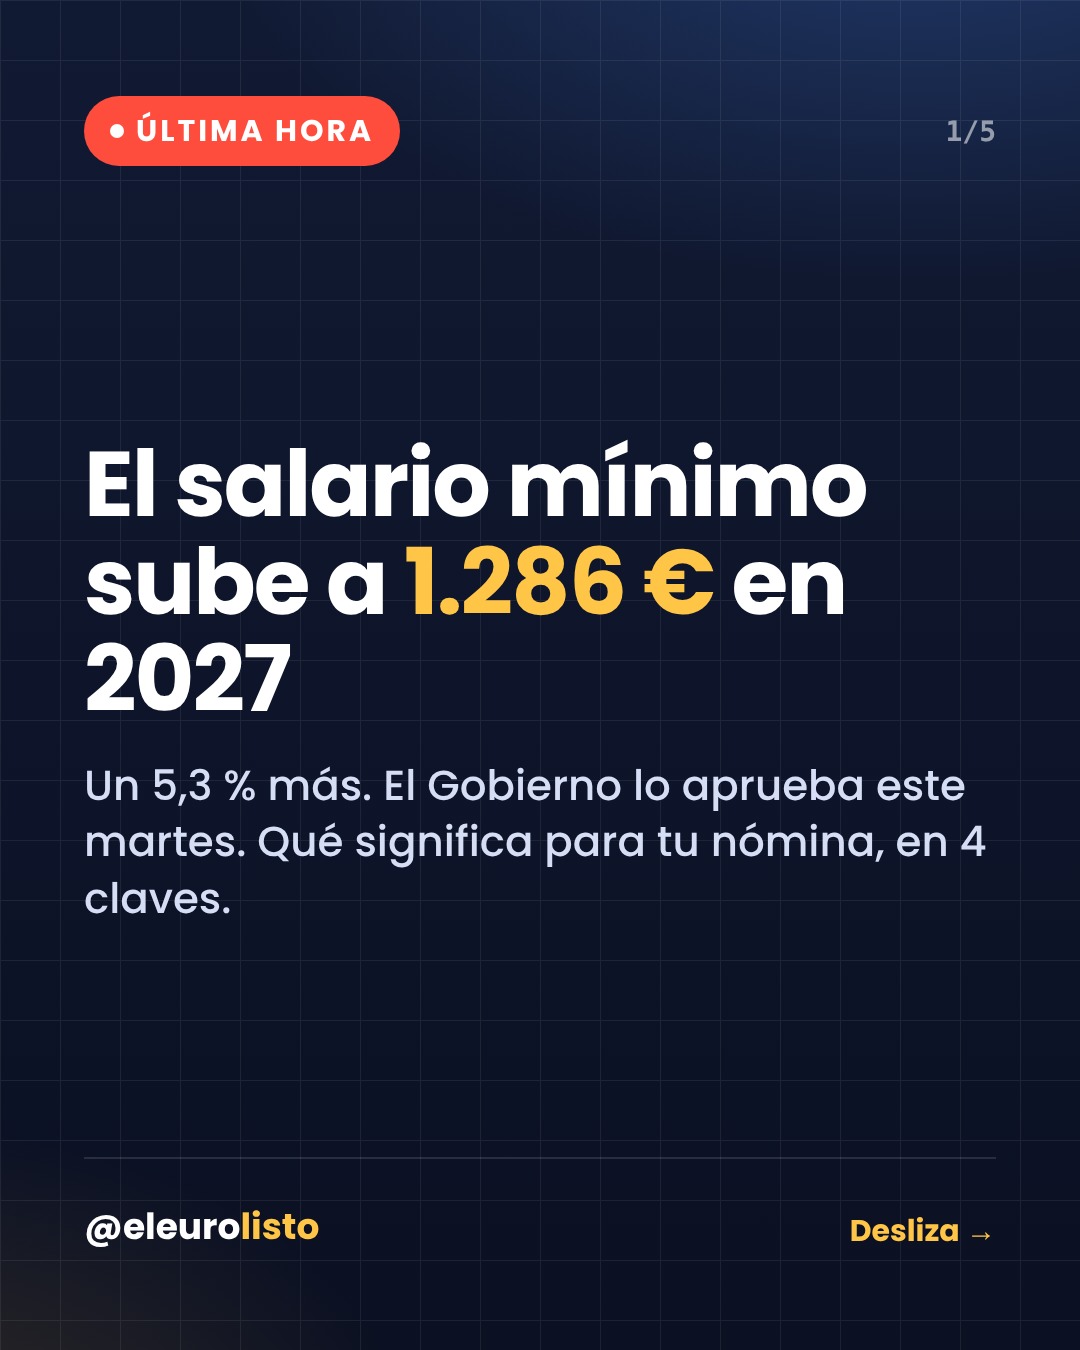 ÚLTIMA HORA
1/5
El salario mínimo
sube a 1.286 € en
2027
Un 5,3 % más. El Gobierno lo aprueba este
martes. Qué significa para tu nómina, en 4
claves.
@eleurolisto
Desliza →